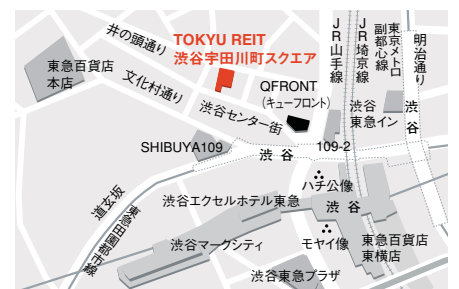 井の頭通り
TOKYU REIT
渋谷宇田川町スクエア
東急百貨店
本店
文化村通り
渋谷センター街
QFRONT
(キューフロント)
JR山手線
JR埼京線
東京メトロ
副都心線
明治通り
渋谷
東急イン
渋谷
SHIBUYA109
渋谷
109-2
ハチ公像
道玄坂
東急田園都市線
渋谷エクセルホテル東急
渋谷
渋谷マークシティ
モヤイ像
東急百貨店
東横店
渋谷東急プラザ